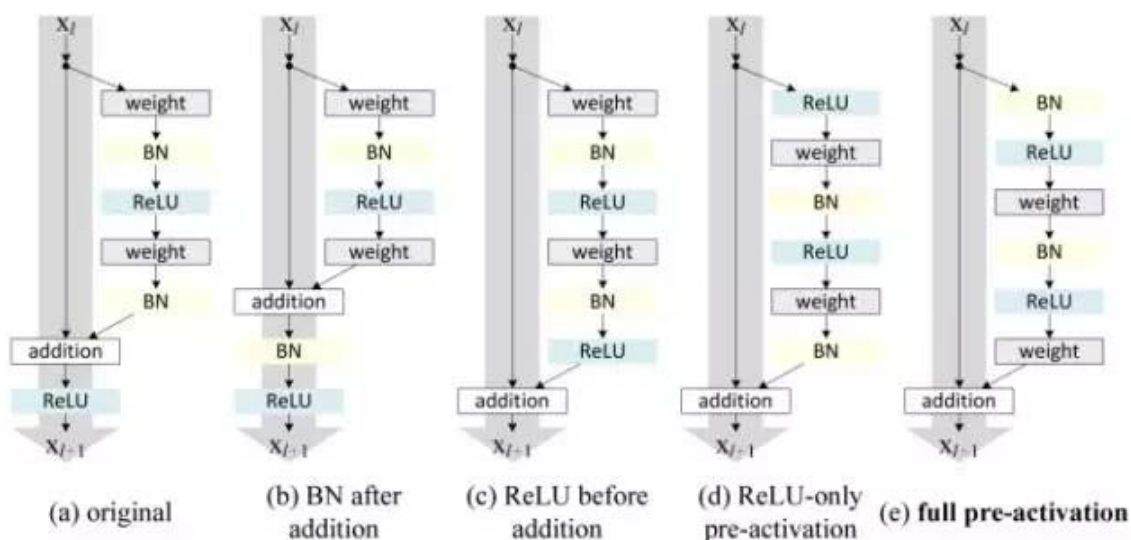 x_l
weight
BN
ReLU
weight
BN
addition
ReLU
x_{l+1}
(a) original
x_l
weight
BN
ReLU
weight
addition
BN
ReLU
x_{l+1}
(b) BN after
addition
x_l
weight
BN
ReLU
weight
BN
ReLU
addition
x_{l+1}
(c) ReLU before
addition
x_l
ReLU
weight
BN
ReLU
weight
BN
addition
x_{l+1}
(d) ReLU-only
pre-activation
x_l
BN
ReLU
weight
BN
ReLU
weight
addition
x_{l+1}
(e) full pre-activation